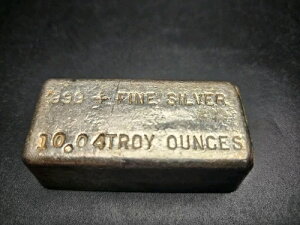 999 + FINE SILVER
10.04 TROY OUNCES